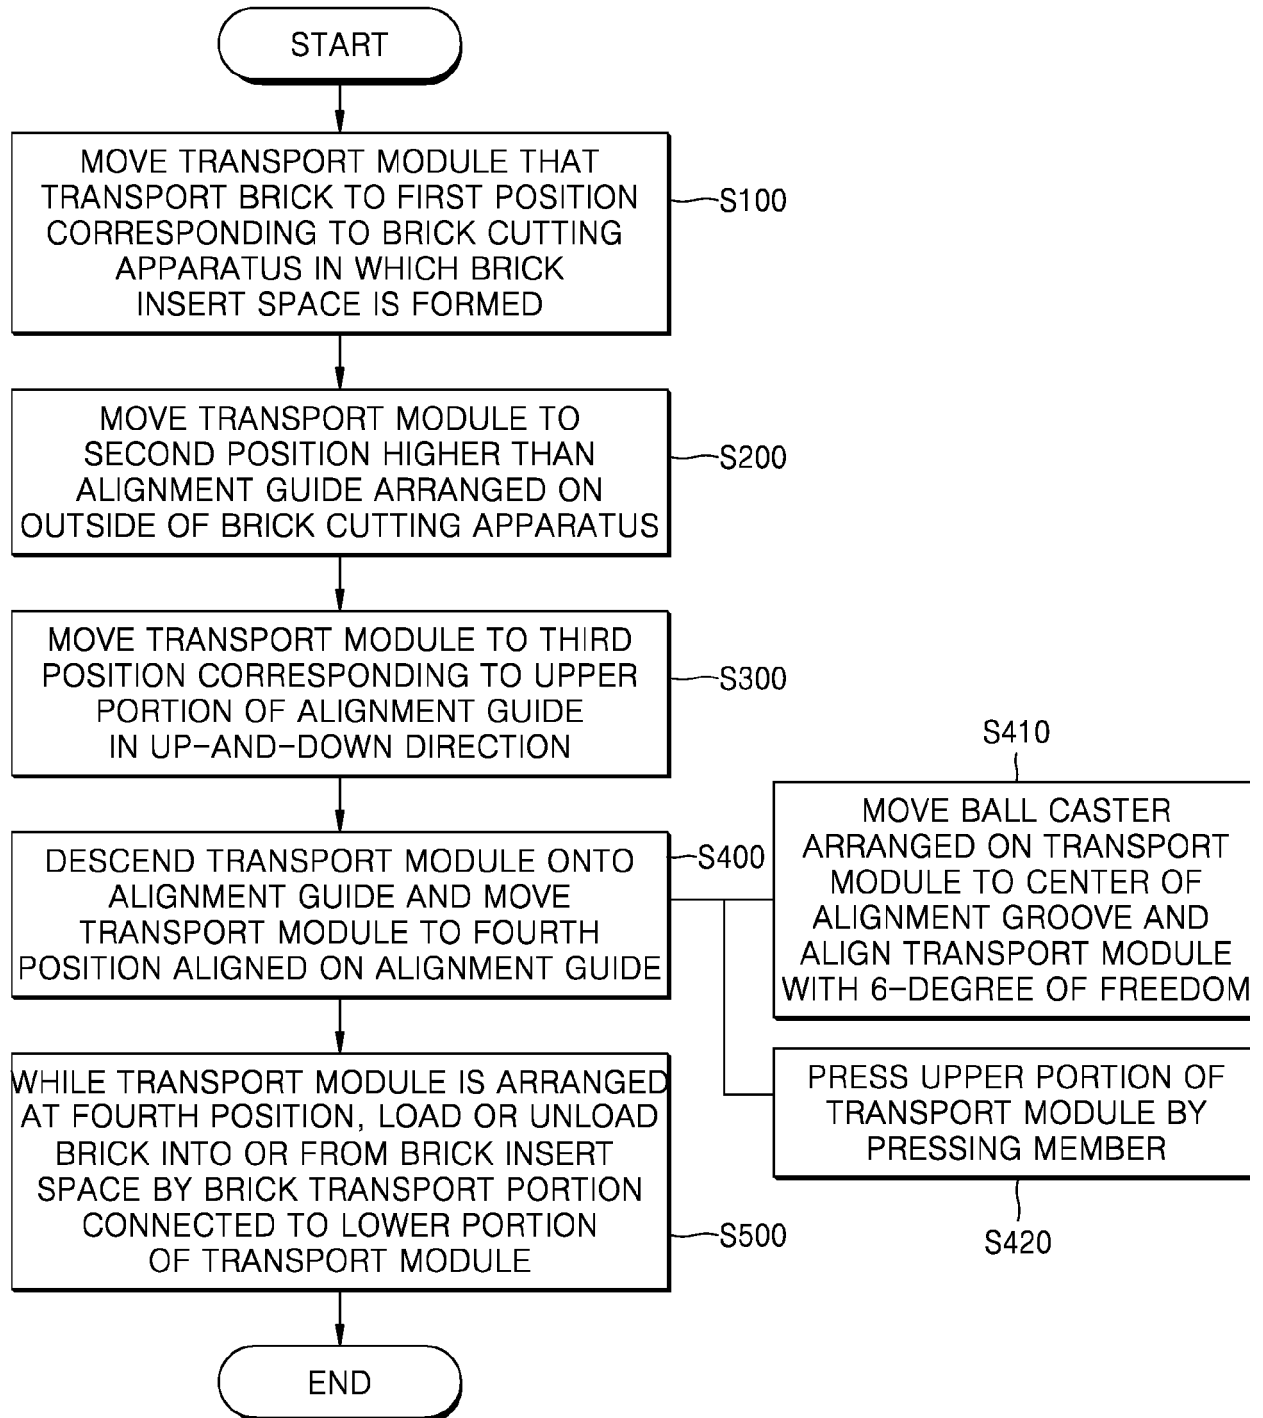 START
MOVE TRANSPORT MODULE THAT
TRANSPORT BRICK TO FIRST POSITION
CORRESPONDING TO BRICK CUTTING
APPARATUS IN WHICH BRICK
INSERT SPACE IS FORMED
S100
MOVE TRANSPORT MODULE TO
SECOND POSITION HIGHER THAN
ALIGNMENT GUIDE ARRANGED ON
OUTSIDE OF BRICK CUTTING APPARATUS
S200
MOVE TRANSPORT MODULE TO THIRD
POSITION CORRESPONDING TO UPPER
PORTION OF ALIGNMENT GUIDE
IN UP-AND-DOWN DIRECTION
S300
DESCEND TRANSPORT MODULE ONTO
ALIGNMENT GUIDE AND MOVE
TRANSPORT MODULE TO FOURTH
POSITION ALIGNED ON ALIGNMENT GUIDE
S400
S410
MOVE BALL CASTER
ARRANGED ON TRANSPORT
MODULE TO CENTER OF
ALIGNMENT GROOVE AND
ALIGN TRANSPORT MODULE
WITH 6-DEGREE OF FREEDOM
PRESS UPPER PORTION OF
TRANSPORT MODULE BY
PRESSING MEMBER
S420
WHILE TRANSPORT MODULE IS ARRANGED
AT FOURTH POSITION, LOAD OR UNLOAD
BRICK INTO OR FROM BRICK INSERT
SPACE BY BRICK TRANSPORT PORTION
CONNECTED TO LOWER PORTION
OF TRANSPORT MODULE
S500
END